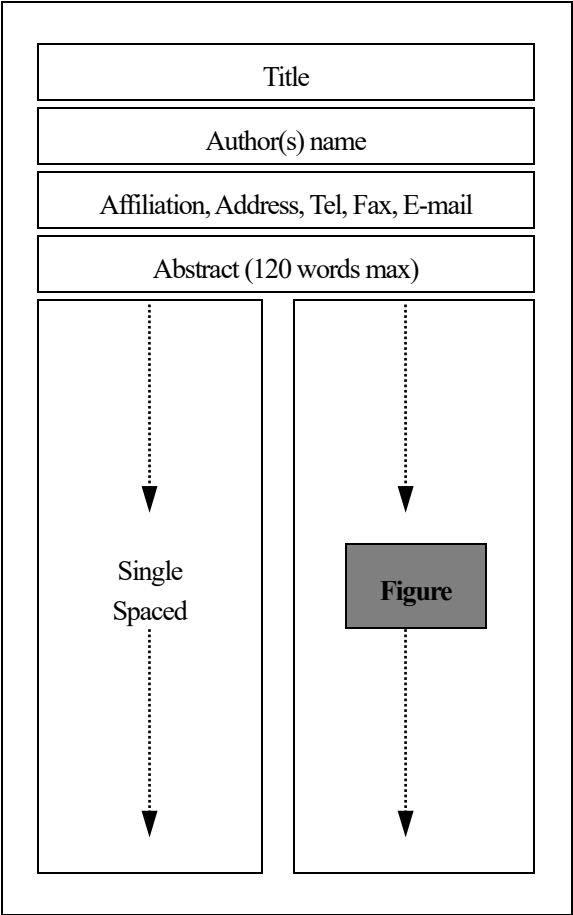 Title
Author(s) name
Affiliation, Address, Tel, Fax, E-mail
Abstract (120 words max)
Single
Spaced
Figure